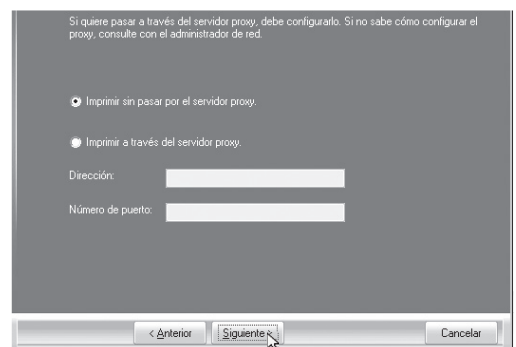 Si quiere pasar a través del servidor proxy, debe configurarlo. Si no sabe cómo configurar el
proxy, consulte con el administrador de red.
Imprimir sin pasar por el servidor proxy.
Imprimir a través del servidor proxy.
Dirección:
Número de puerto:
< Anterior
Siguiente >
Cancelar